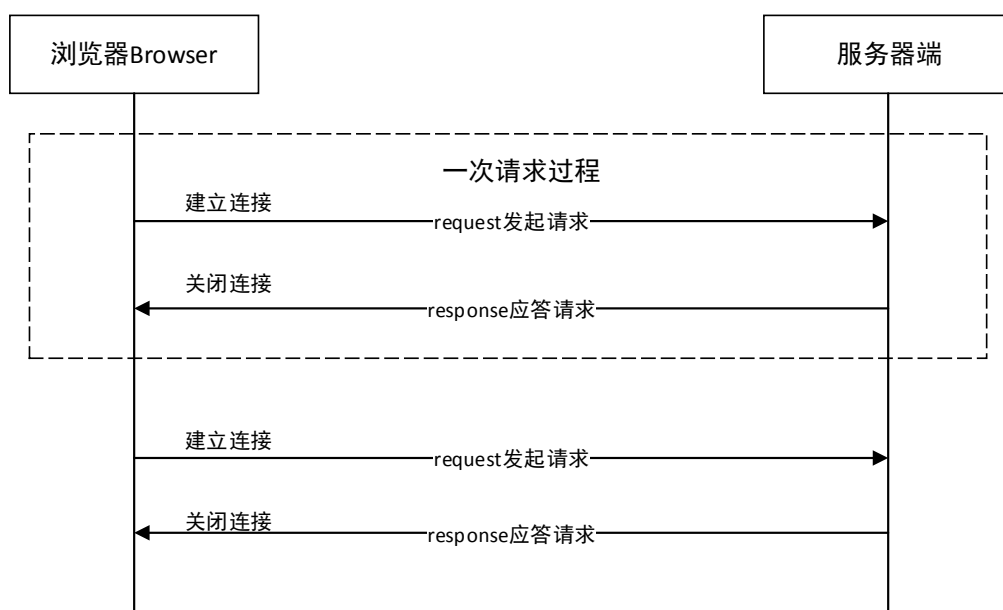 浏览器Browser
服务器端
一次请求过程
建立连接
request发起请求
关闭连接
response应答请求
建立连接
request发起请求
关闭连接
response应答请求